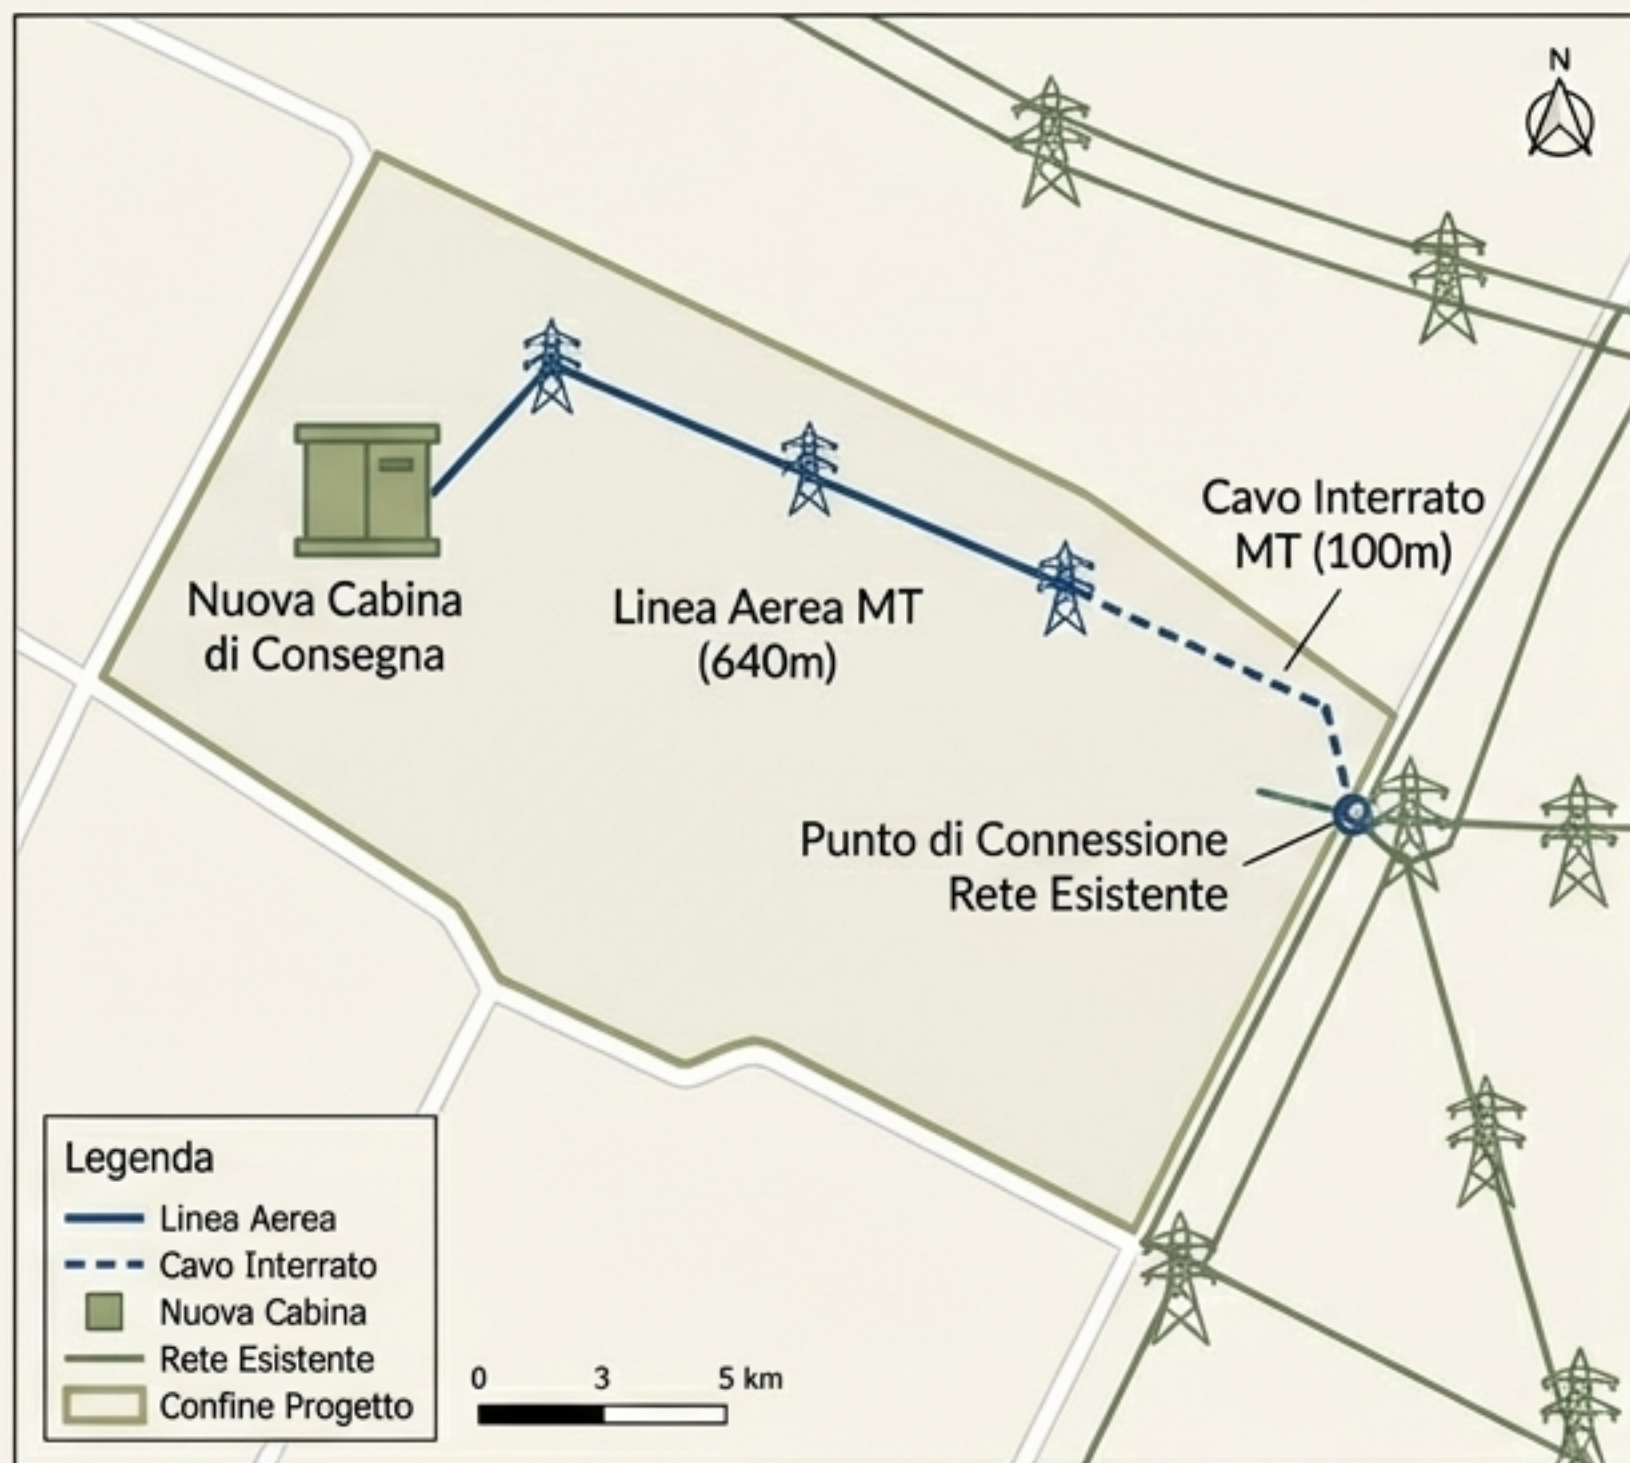 N
Cavo Interrato
MT (100m)
Nuova Cabina
di Consegna
Linea Aerea MT
(640m)
Punto di Connessione
Rete Esistente
Legenda
Linea Aerea
Cavo Interrato
Nuova Cabina
Rete Esistente
Confine Progetto
0 3 5 km